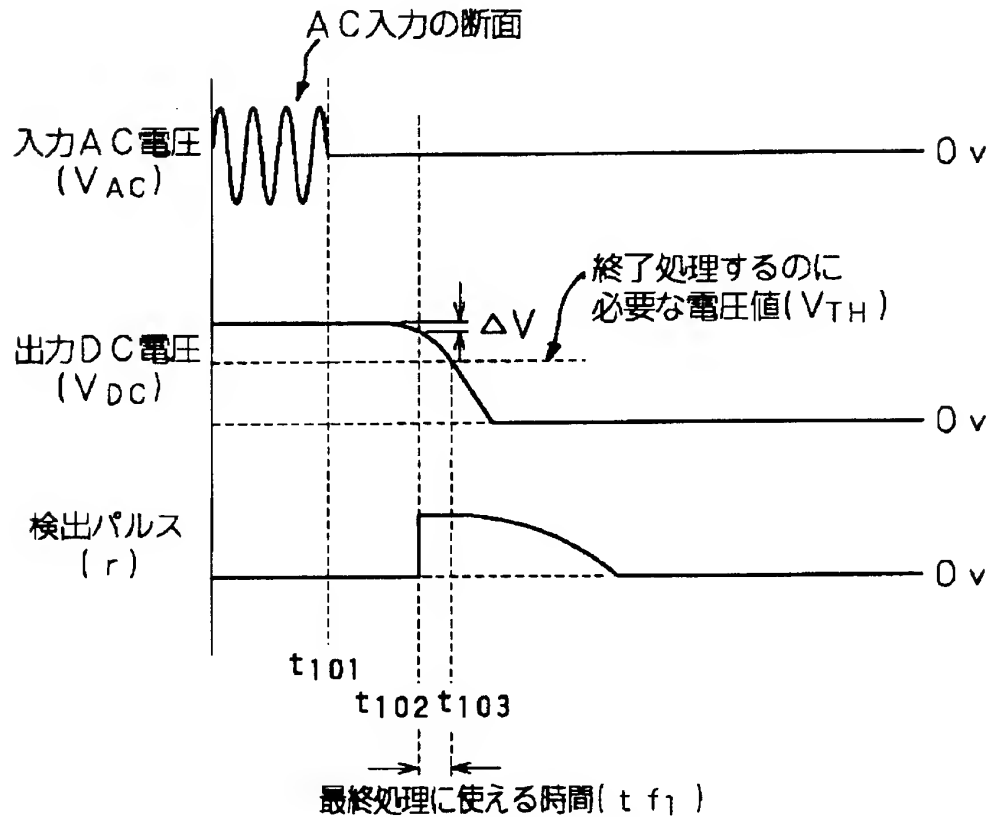 AC入力の断面
入力AC電圧
(VAC)
0v
終了処理するのに
必要な電圧値(VTH)
ΔV
出力DC電圧
(VDC)
0v
検出パルス
(r)
0v
t101
t102 t103
最終処理に使える時間(tf1)